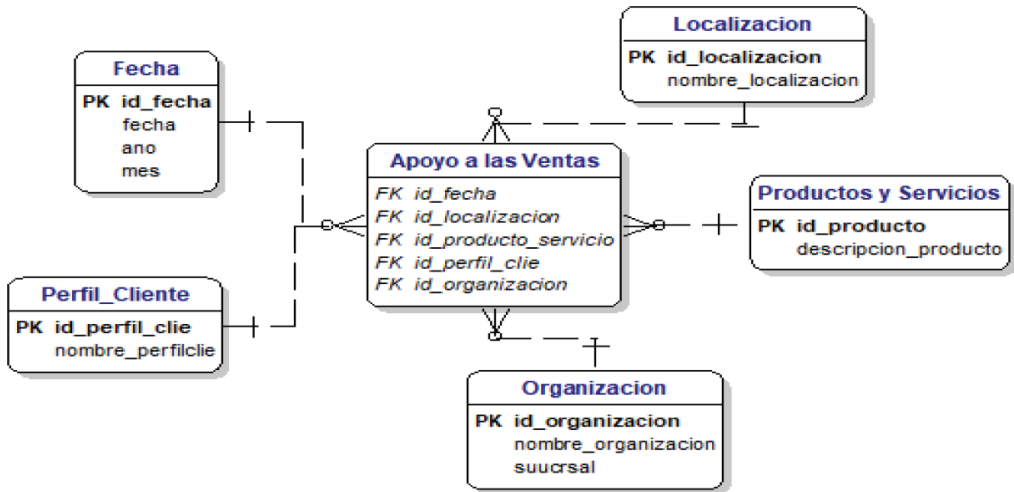 Localizacion
PK id_localizacion
nombre_localizacion
Fecha
PK id_fecha
fecha
ano
mes
Apoyo a las Ventas
FK id_fecha
FK id_localizacion
FK id_producto_servicio
FK id_perfil_clie
FK id_organizacion
Productos y Servicios
PK id_producto
descripcion_producto
Perfil_Cliente
PK id_perfil_clie
nombre_perfilclie
Organizacion
PK id_organizacion
nombre_organizacion
suucrsal